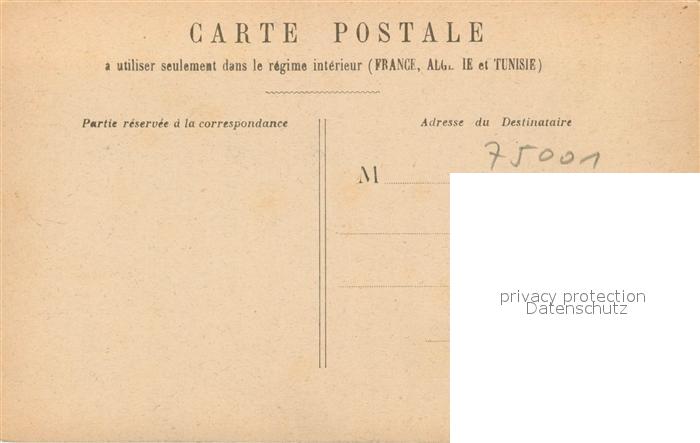 CARTE POSTALE
a utiliser seulement dans le régime intérieur (FRANCE, ALG. IE et TUNISIE)
Partie réservée à la correspondance
Adresse du Destinataire
75001
M
privacy protection
Datenschutz